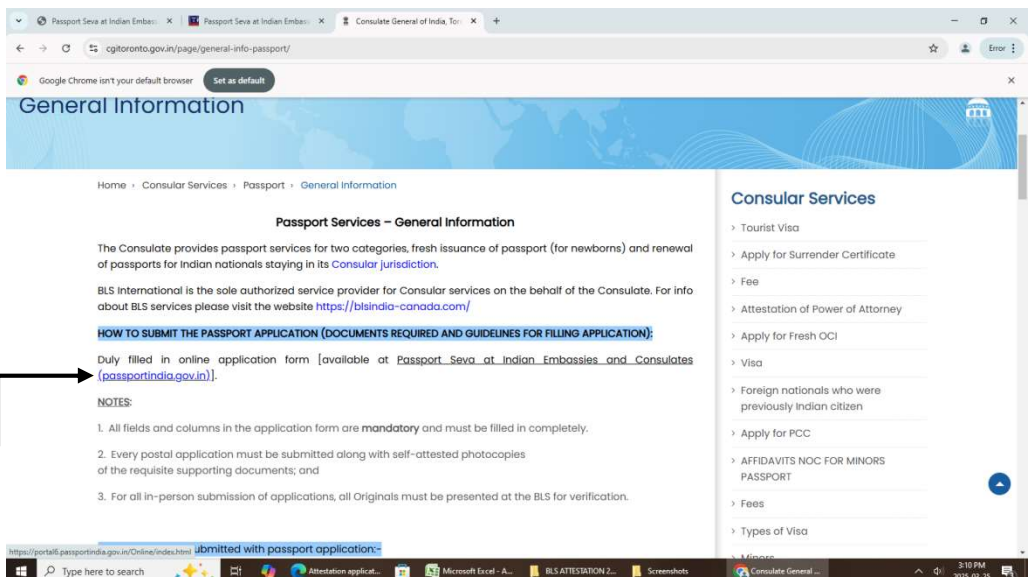 Passport Seva at Indian Embass
Passport Seva at Indian Embass
Consulate General of India, Tor
cgitoronto.gov.in/page/general-info-passport/
Error
Google Chrome isn't your default browser
Set as default
General Information
Home › Consular Services › Passport › General Information
Passport Services – General Information
The Consulate provides passport services for two categories, fresh issuance of passport (for newborns) and renewal
of passports for Indian nationals staying in its Consular jurisdiction.
BLS International is the sole authorized service provider for Consular services on the behalf of the Consulate. For info
about BLS services please visit the website https://blsindia-canada.com/
HOW TO SUBMIT THE PASSPORT APPLICATION (DOCUMENTS REQUIRED AND GUIDELINES FOR FILLING APPLICATION):
Duly filled in online application form [available at Passport Seva at Indian Embassies and Consulates
(passportindia.gov.in)].
NOTES:
1. All fields and columns in the application form are mandatory and must be filled in completely.
2. Every postal application must be submitted along with self-attested photocopies
of the requisite supporting documents; and
3. For all in-person submission of applications, all Originals must be presented at the BLS for verification.
ubmitted with passport application:-
https://portal6.passportindia.gov.in/Online/index.html
Consular Services
› Tourist Visa
› Apply for Surrender Certificate
› Fee
› Attestation of Power of Attorney
› Apply for Fresh OCI
› Visa
› Foreign nationals who were
previously Indian citizen
› Apply for PCC
› AFFIDAVITS NOC FOR MINORS
PASSPORT
› Fees
› Types of Visa
› Minors
Type here to search
Attestation applicat...
Microsoft Excel - A...
BLS ATTESTATION 2...
Screenshots
Consulate General ...
3:10 PM
2025-03-25